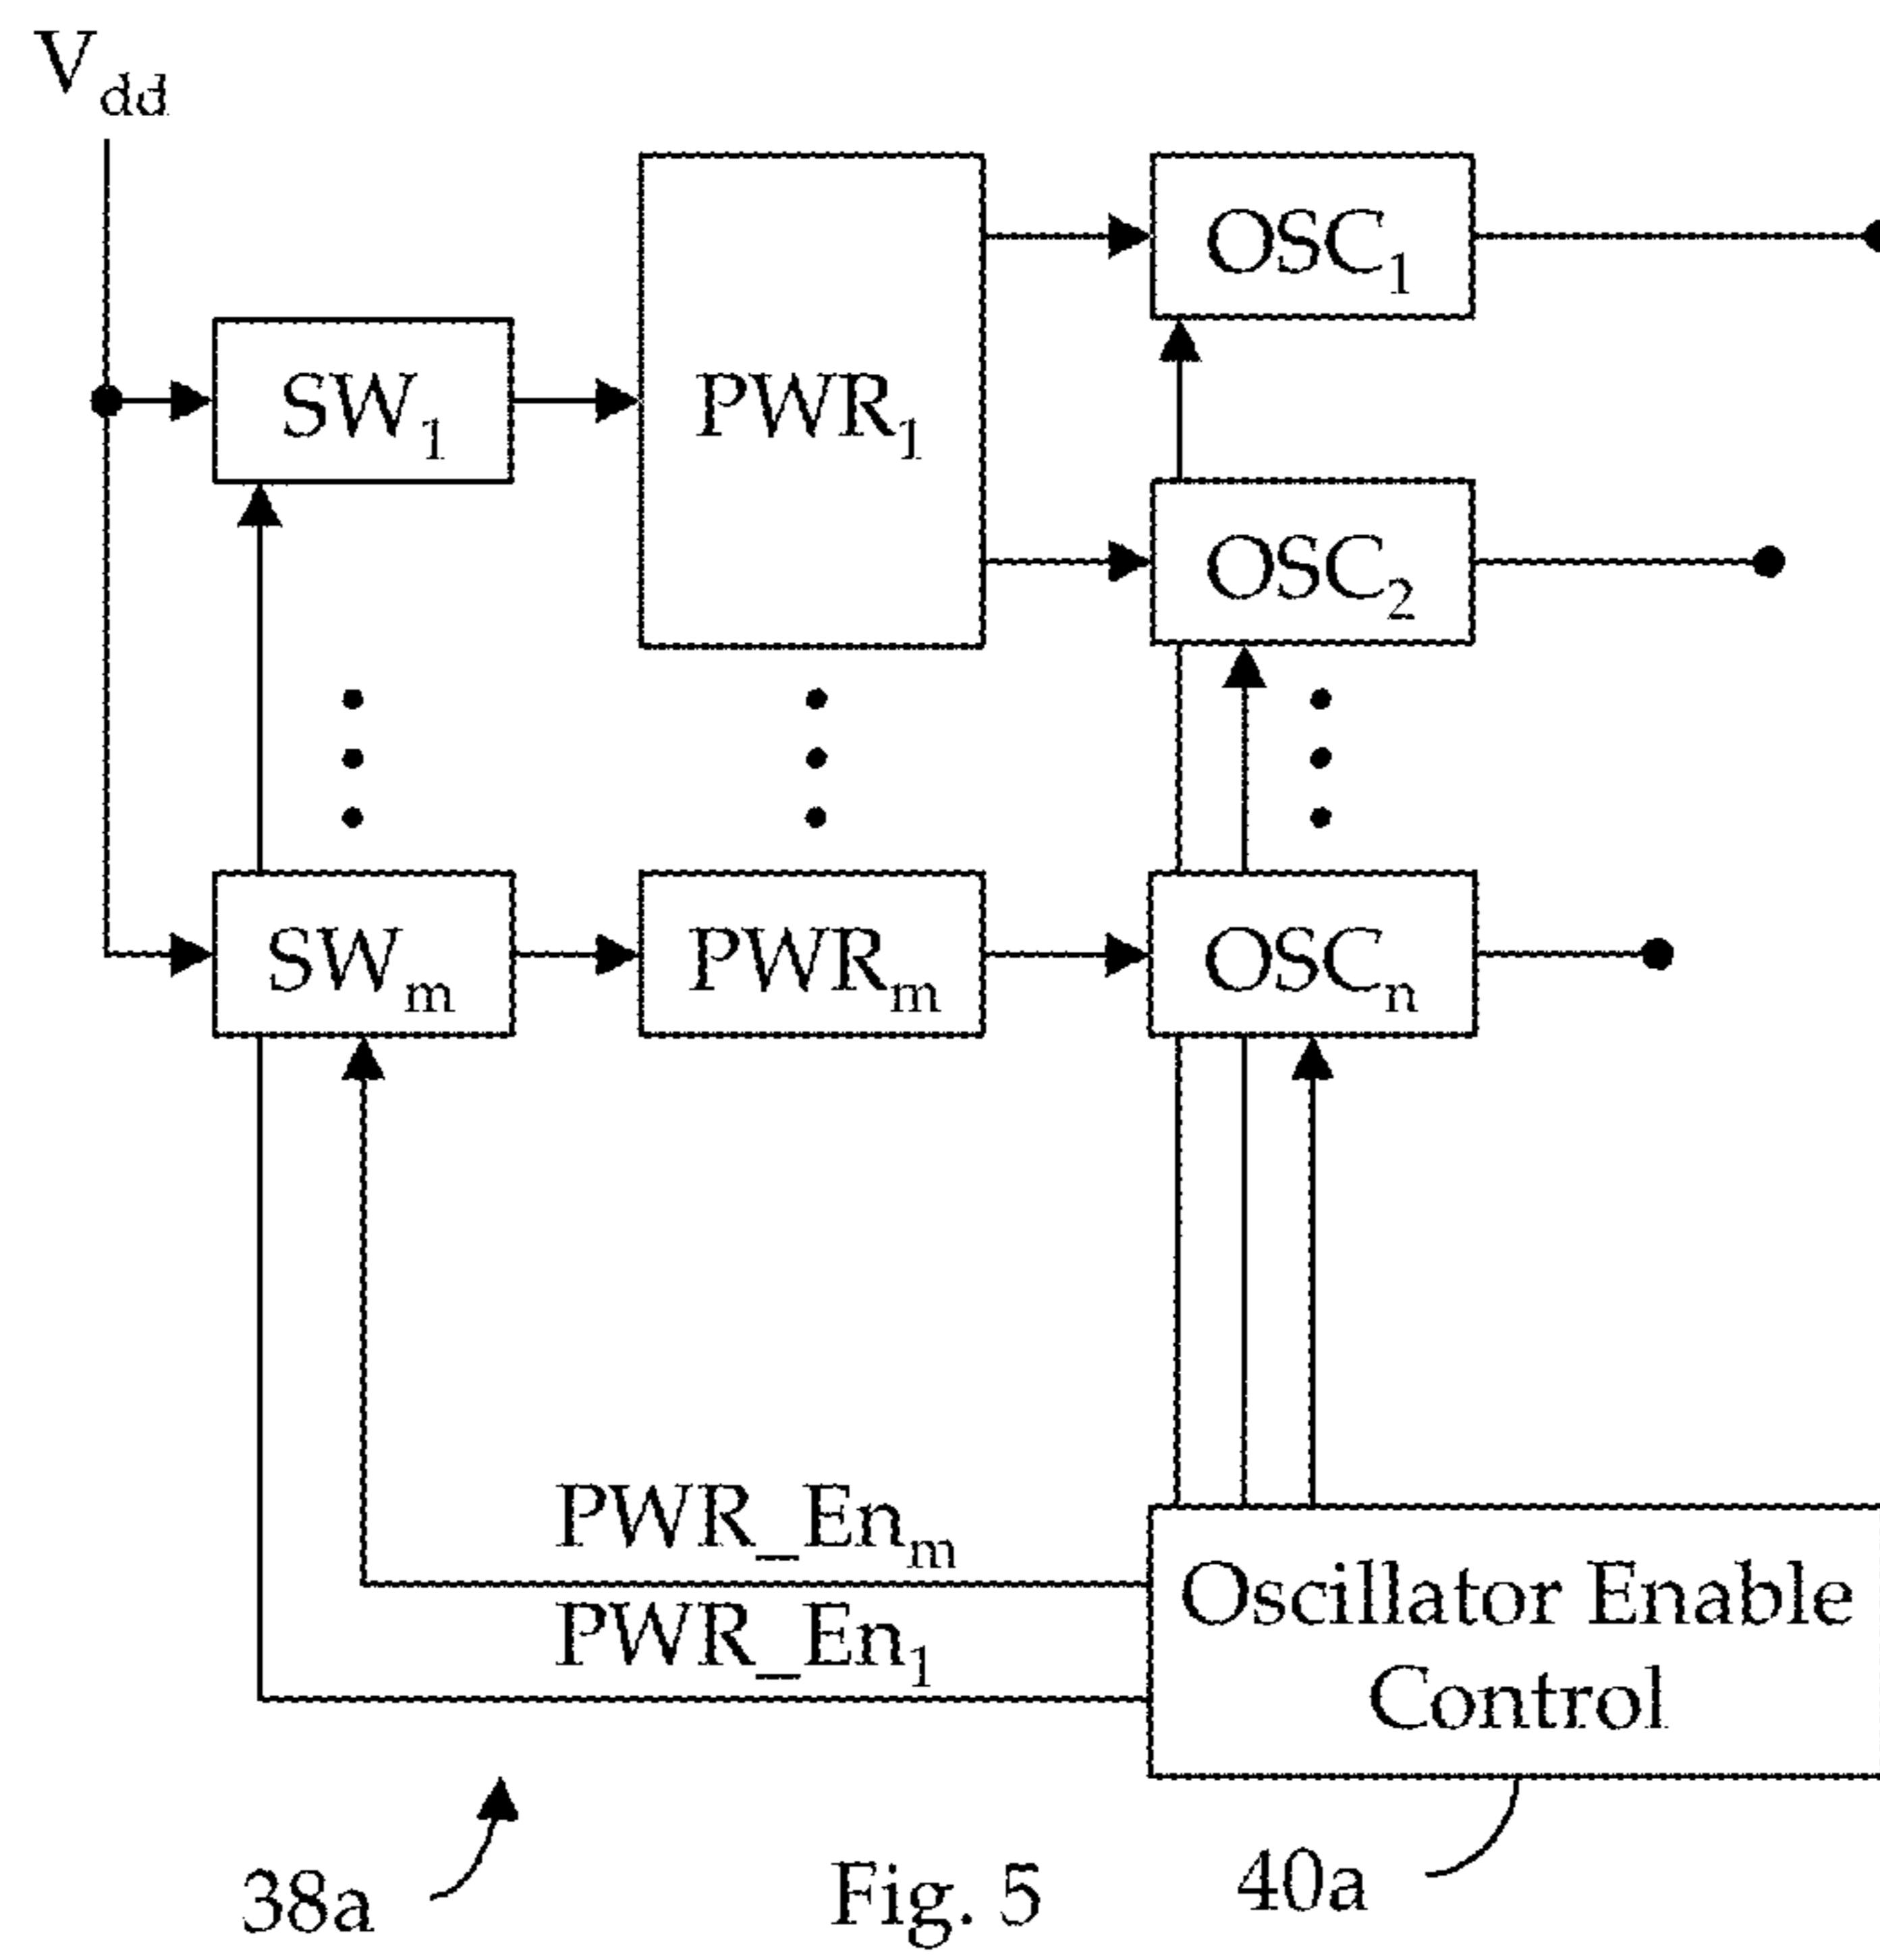 V_dd
OSC_1
SW_1
PWR_1
OSC_2
SW_m
PWR_m
OSC_n
PWR_En_m
PWR_En_1
Oscillator Enable
Control
38a
Fig. 5
40a